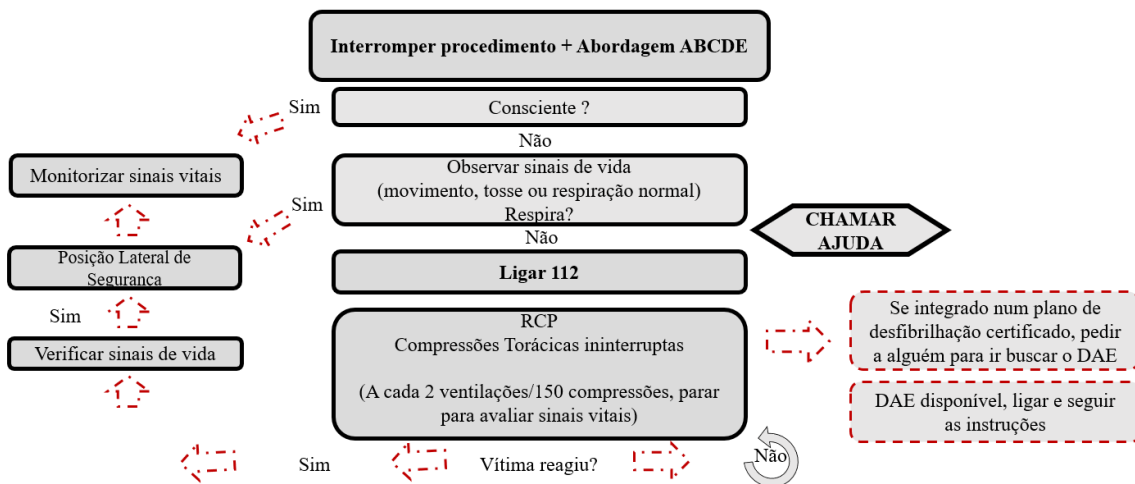 Interromper procedimento + Abordagem ABCDE
Sim
Consciente ?
Não
Monitorizar sinais vitais
Observar sinais de vida
(movimento, tosse ou respiração normal)
Respira?
Sim
Não
CHAMAR
AJUDA
Posição Lateral de
Segurança
Ligar 112
Sim
Verificar sinais de vida
RCP
Compressões Torácicas ininterruptas
(A cada 2 ventilações/150 compressões, parar
para avaliar sinais vitais)
Se integrado num plano de
desfibrilhação certificado, pedir
a alguém para ir buscar o DAE
DAE disponível, ligar e seguir
as instruções
Sim
Vítima reagiu?
Não